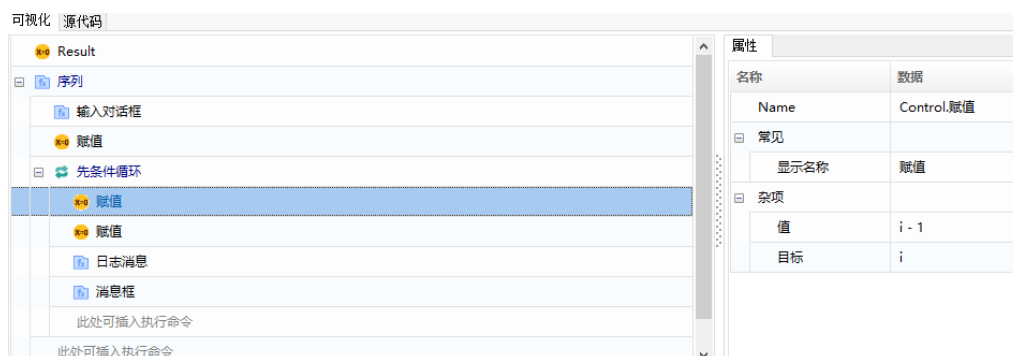 可视化 源代码
Result
序列
输入对话框
赋值
先条件循环
赋值
赋值
日志消息
消息框
此处可插入执行命令
此处可插入执行命令
属性
名称 数据
Name Control.赋值
常见
显示名称 赋值
杂项
值 i - 1
目标 i